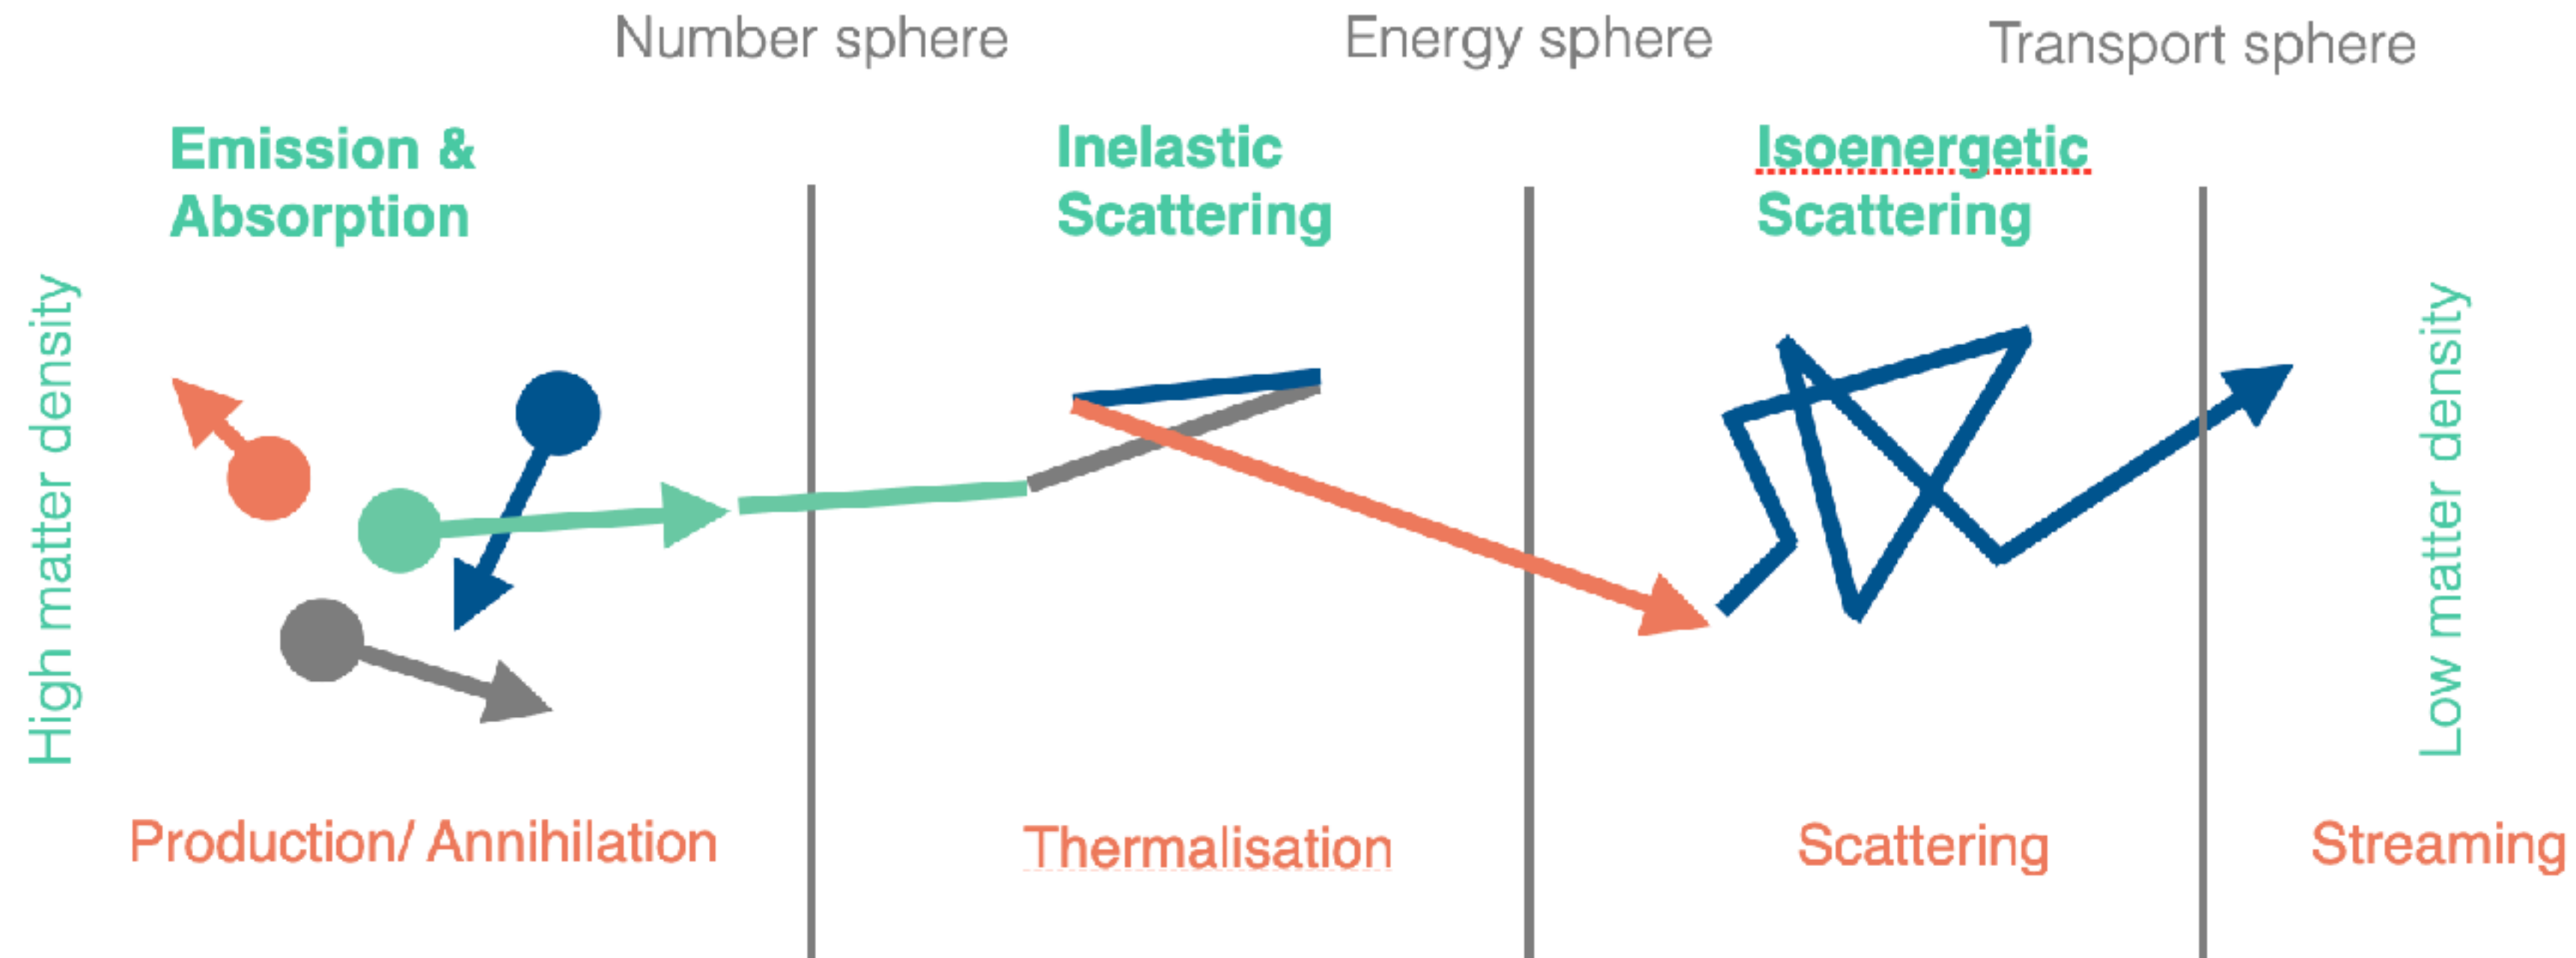 Number sphere
Energy sphere
Transport sphere
Emission &
Absorption
Inelastic
Scattering
Isoenergetic
Scattering
High matter density
Low matter density
Production/ Annihilation
Thermalisation
Scattering
Streaming